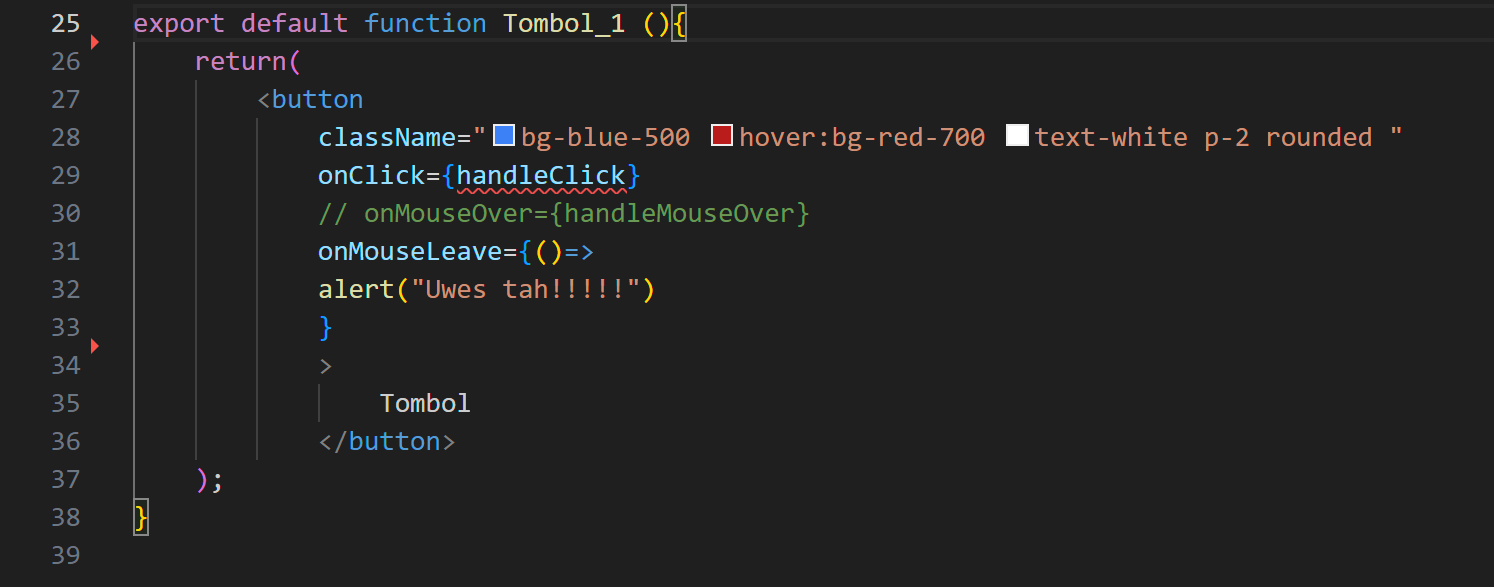 25 export default function Tombol_1 (){
26     return(
27         <button
28             className="bg-blue-500 hover:bg-red-700 text-white p-2 rounded "
29             onClick={handleClick}
30             // onMouseOver={handleMouseOver}
31             onMouseLeave={()=>
32             alert("Uwes tah!!!!!")
33             }
34             >
35                 Tombol
36             </button>
37     );
38 }
39